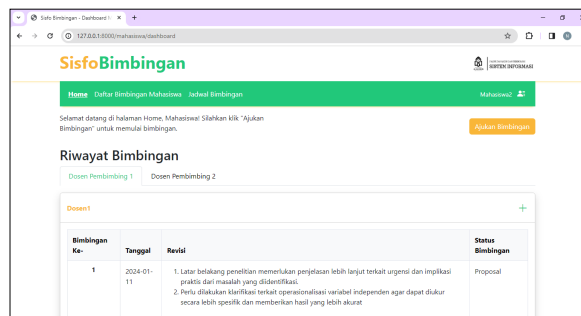 Sisfo Bimbingan - Dashboard
127.0.0.1:8000/mahasiswa/dashboard
SisfoBimbingan
SISTEM INFORMASI
Home Daftar Bimbingan Mahasiswa Jadwal Bimbingan Mahasiswa2
Selamat datang di halaman Home, Mahasiswa! Silahkan klik "Ajukan
Bimbingan" untuk memulai bimbingan.
Ajukan Bimbingan
Riwayat Bimbingan
Dosen Pembimbing 1 Dosen Pembimbing 2
Dosen1
Bimbingan Ke- Tanggal Revisi Status Bimbingan
1 2024-01-11
1. Latar belakang penelitian memerlukan penjelasan lebih lanjut terkait urgensi dan implikasi
praktis dari masalah yang diidentifikasi.
2. Perlu dilakukan klarifikasi terkait operasionalisasi variabel independen agar dapat diukur
secara lebih spesifik dan memberikan hasil yang lebih akurat
Proposal